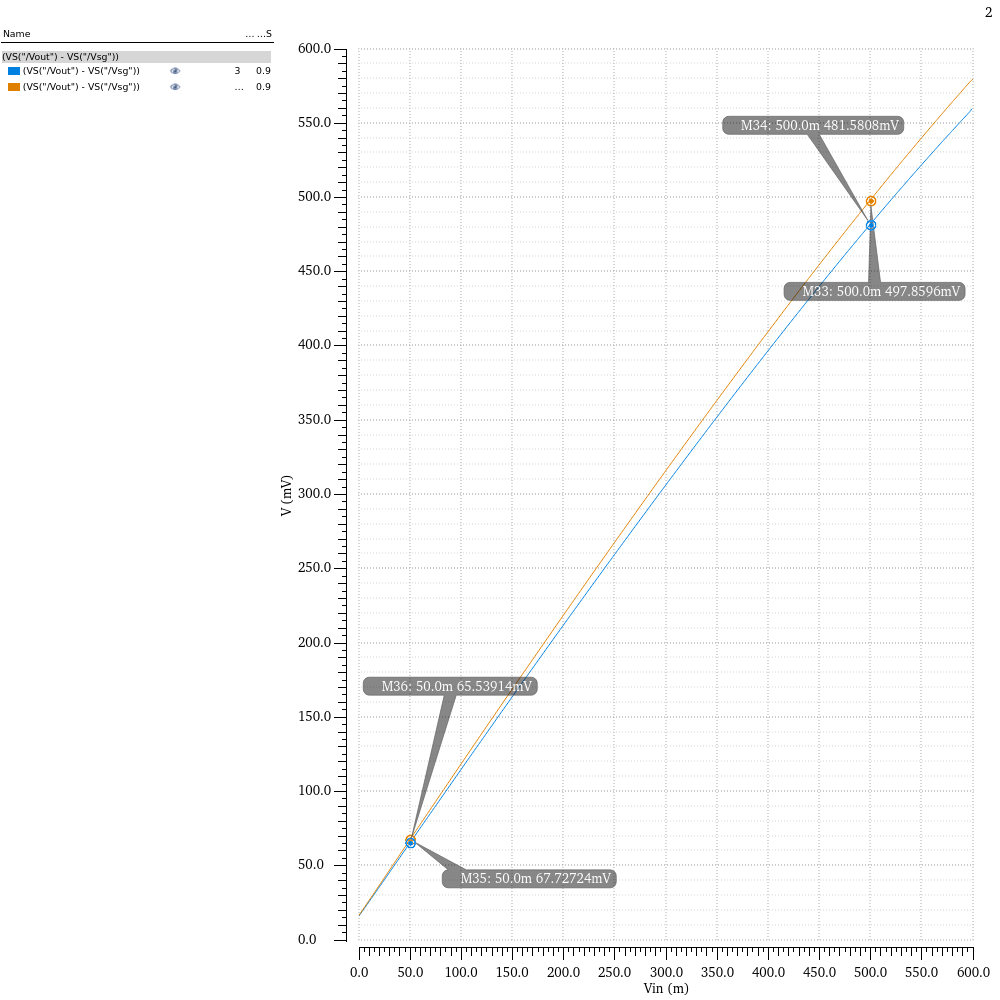 2
Name ... ...S
(VS("/Vout") - VS("/Vsg"))
(VS("/Vout") - VS("/Vsg")) 3 0.9
(VS("/Vout") - VS("/Vsg")) ... 0.9
600.0
M34: 500.0m 481.5808mV
550.0
500.0
450.0
M33: 500.0m 497.8596mV
400.0
350.0
300.0
V (mV)
250.0
200.0
M36: 50.0m 65.53914mV
150.0
100.0
50.0
M35: 50.0m 67.72724mV
0.0
0.0 50.0 100.0 150.0 200.0 250.0 300.0 350.0 400.0 450.0 500.0 550.0 600.0
Vin (m)